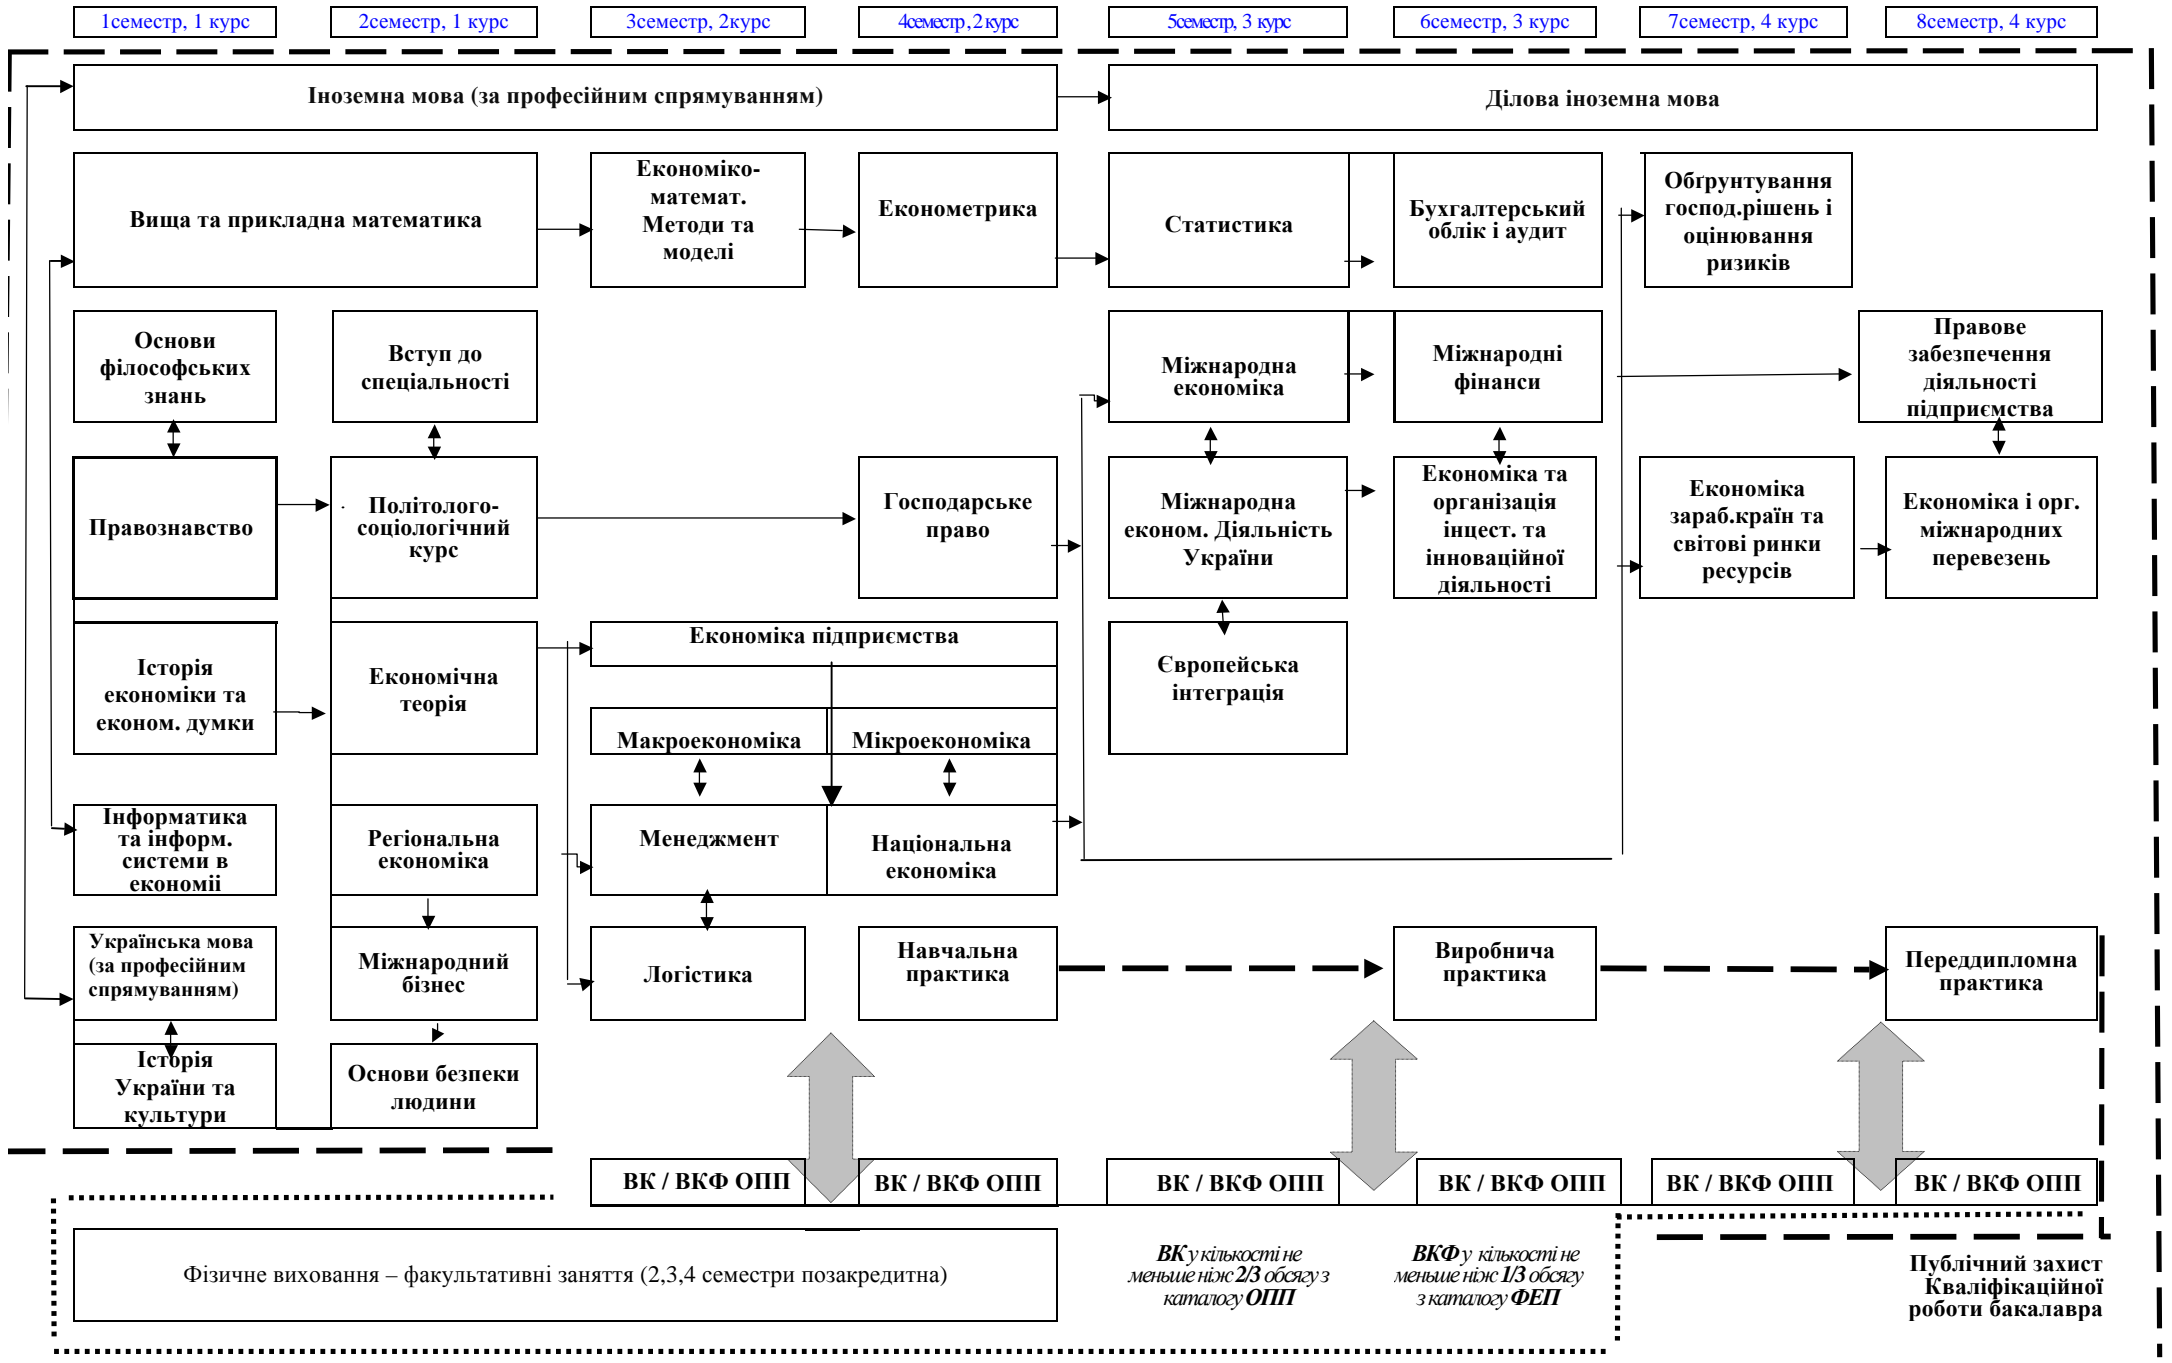 1семестр, 1 курс
2семестр, 1 курс
3семестр, 2курс
4семестр,2 курс
5семестр, 3 курс
6семестр, 3 курс
7семестр, 4 курс
8семестр, 4 курс
Іноземна мова (за професійним спрямуванням)
Ділова іноземна мова
Вища та прикладна математика
Економіко-
математ.
Методи та
моделі
Економетрика
Статистика
Бухгалтерський
облік і аудит
Обґрунтування
господ.рішень і
оцінювання
ризиків
Основи
філософських
знань
Вступ до
спеціальності
Міжнародна
економіка
Міжнародні
фінанси
Правове
забезпечення
діяльності
підприємства
Правознавство
Політолого-
соціологічний
курс
Господарське
право
Міжнародна
економ. Діяльність
України
Економіка та
організація
інцест. та
інноваційної
діяльності
Економіка
зараб.країн та
світові ринки
ресурсів
Економіка і орг.
міжнародних
перевезень
Історія
економіки та
економ. думки
Економічна
теорія
Економіка підприємства
Макроекономіка
Мікроекономіка
Європейська
інтеграція
Інформатика
та інформ.
системи в
економіі
Регіональна
економіка
Менеджмент
Національна
економіка
Українська мова
(за професійним
спрямуванням)
Міжнародний
бізнес
Логістика
Навчальна
практика
Виробнича
практика
Переддипломна
практика
Історія
України та
культури
Основи безпеки
людини
ВК / ВКФ ОПП
ВК / ВКФ ОПП
ВК / ВКФ ОПП
ВК / ВКФ ОПП
ВК / ВКФ ОПП
ВК / ВКФ ОПП
Фізичне виховання – факультативні заняття (2,3,4 семестри позакредитна)
ВК у кількості не
меньше ніж 2/3 обсягу з
каталогу ОПП
ВКФ у кількості не
меньше ніж 1/3 обсягу
з каталогу ФЕП
Публічний захист
Кваліфікаційної
роботи бакалавра